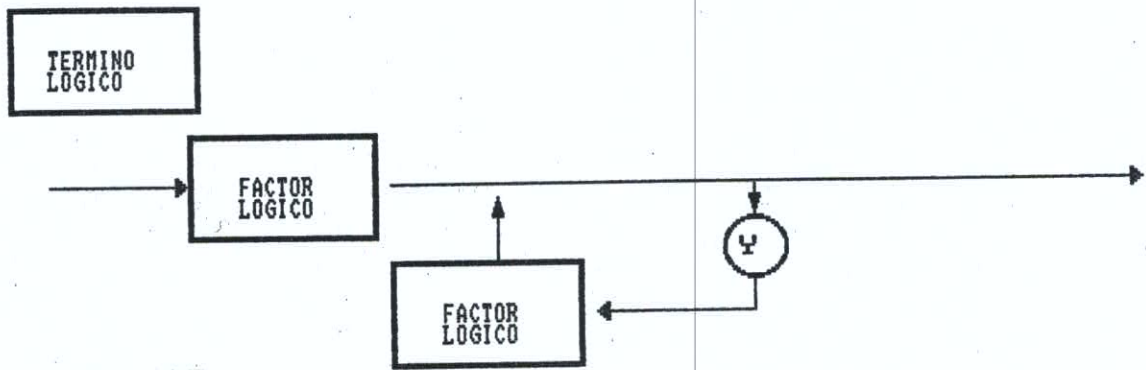 TERMINO
LOGICO
FACTOR
LOGICO
Y
FACTOR
LOGICO